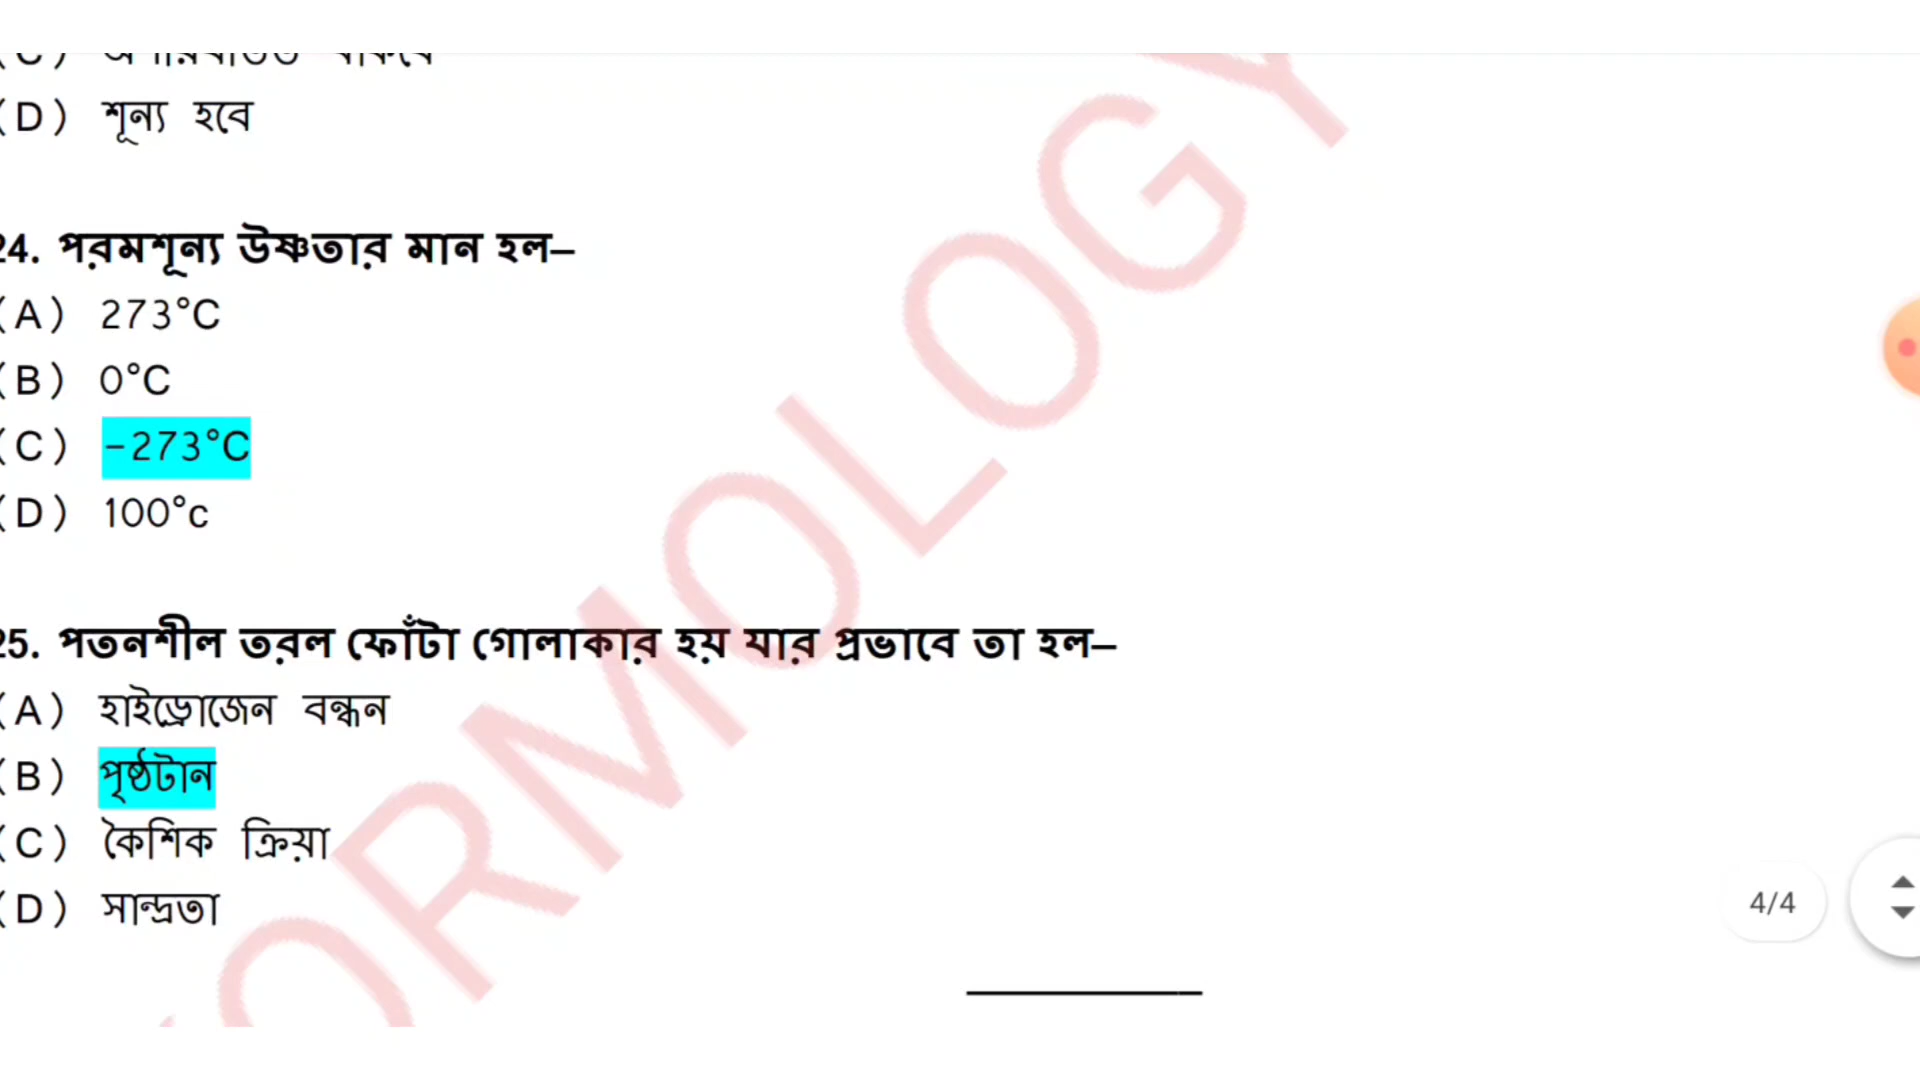 (D) শূন্য হবে
24. পরমশূন্য উষ্ণতার মান হল–
(A) 273°C
(B) 0°C
(C) -273°C
(D) 100°c
25. পতনশীল তরল ফোঁটা গোলাকার হয় যার প্রভাবে তা হল–
(A) হাইড্রোজেন বন্ধন
(B) পৃষ্ঠটান
(C) কৈশিক ক্রিয়া
(D) সান্দ্রতা
4/4
ORMOLOGY